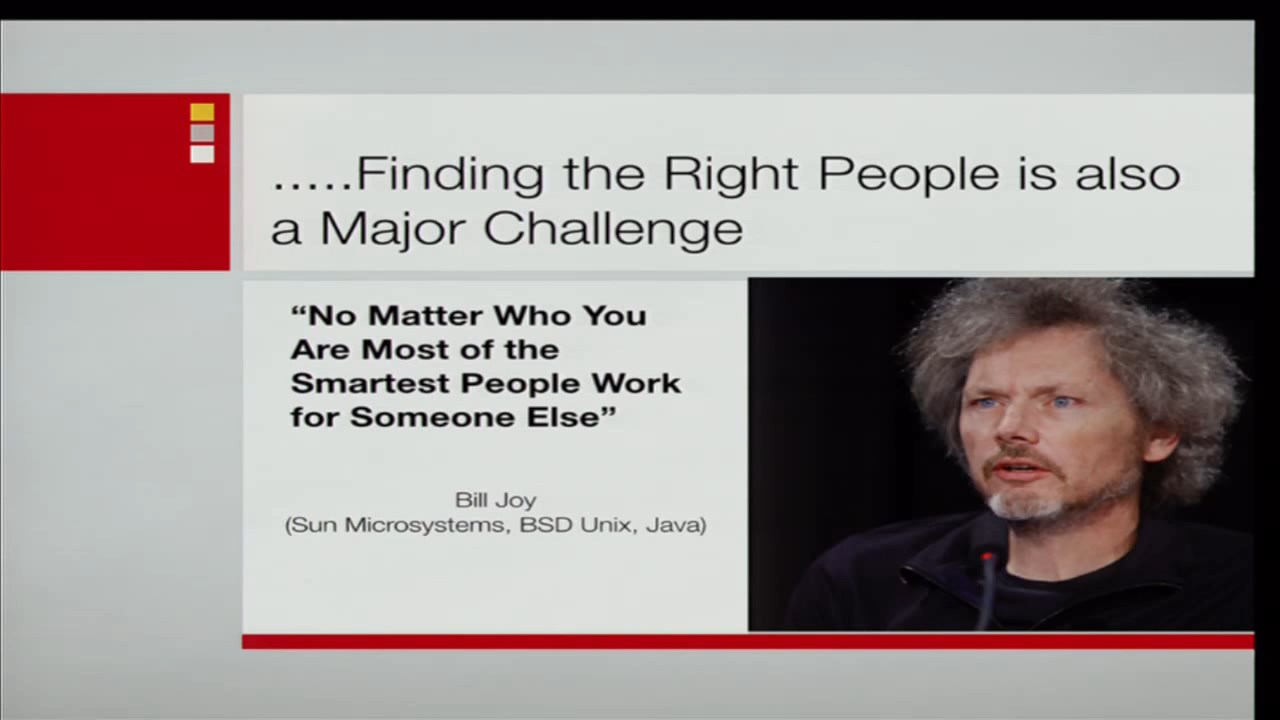 .....Finding the Right People is also
a Major Challenge
“No Matter Who You
Are Most of the
Smartest People Work
for Someone Else”
Bill Joy
(Sun Microsystems, BSD Unix, Java)